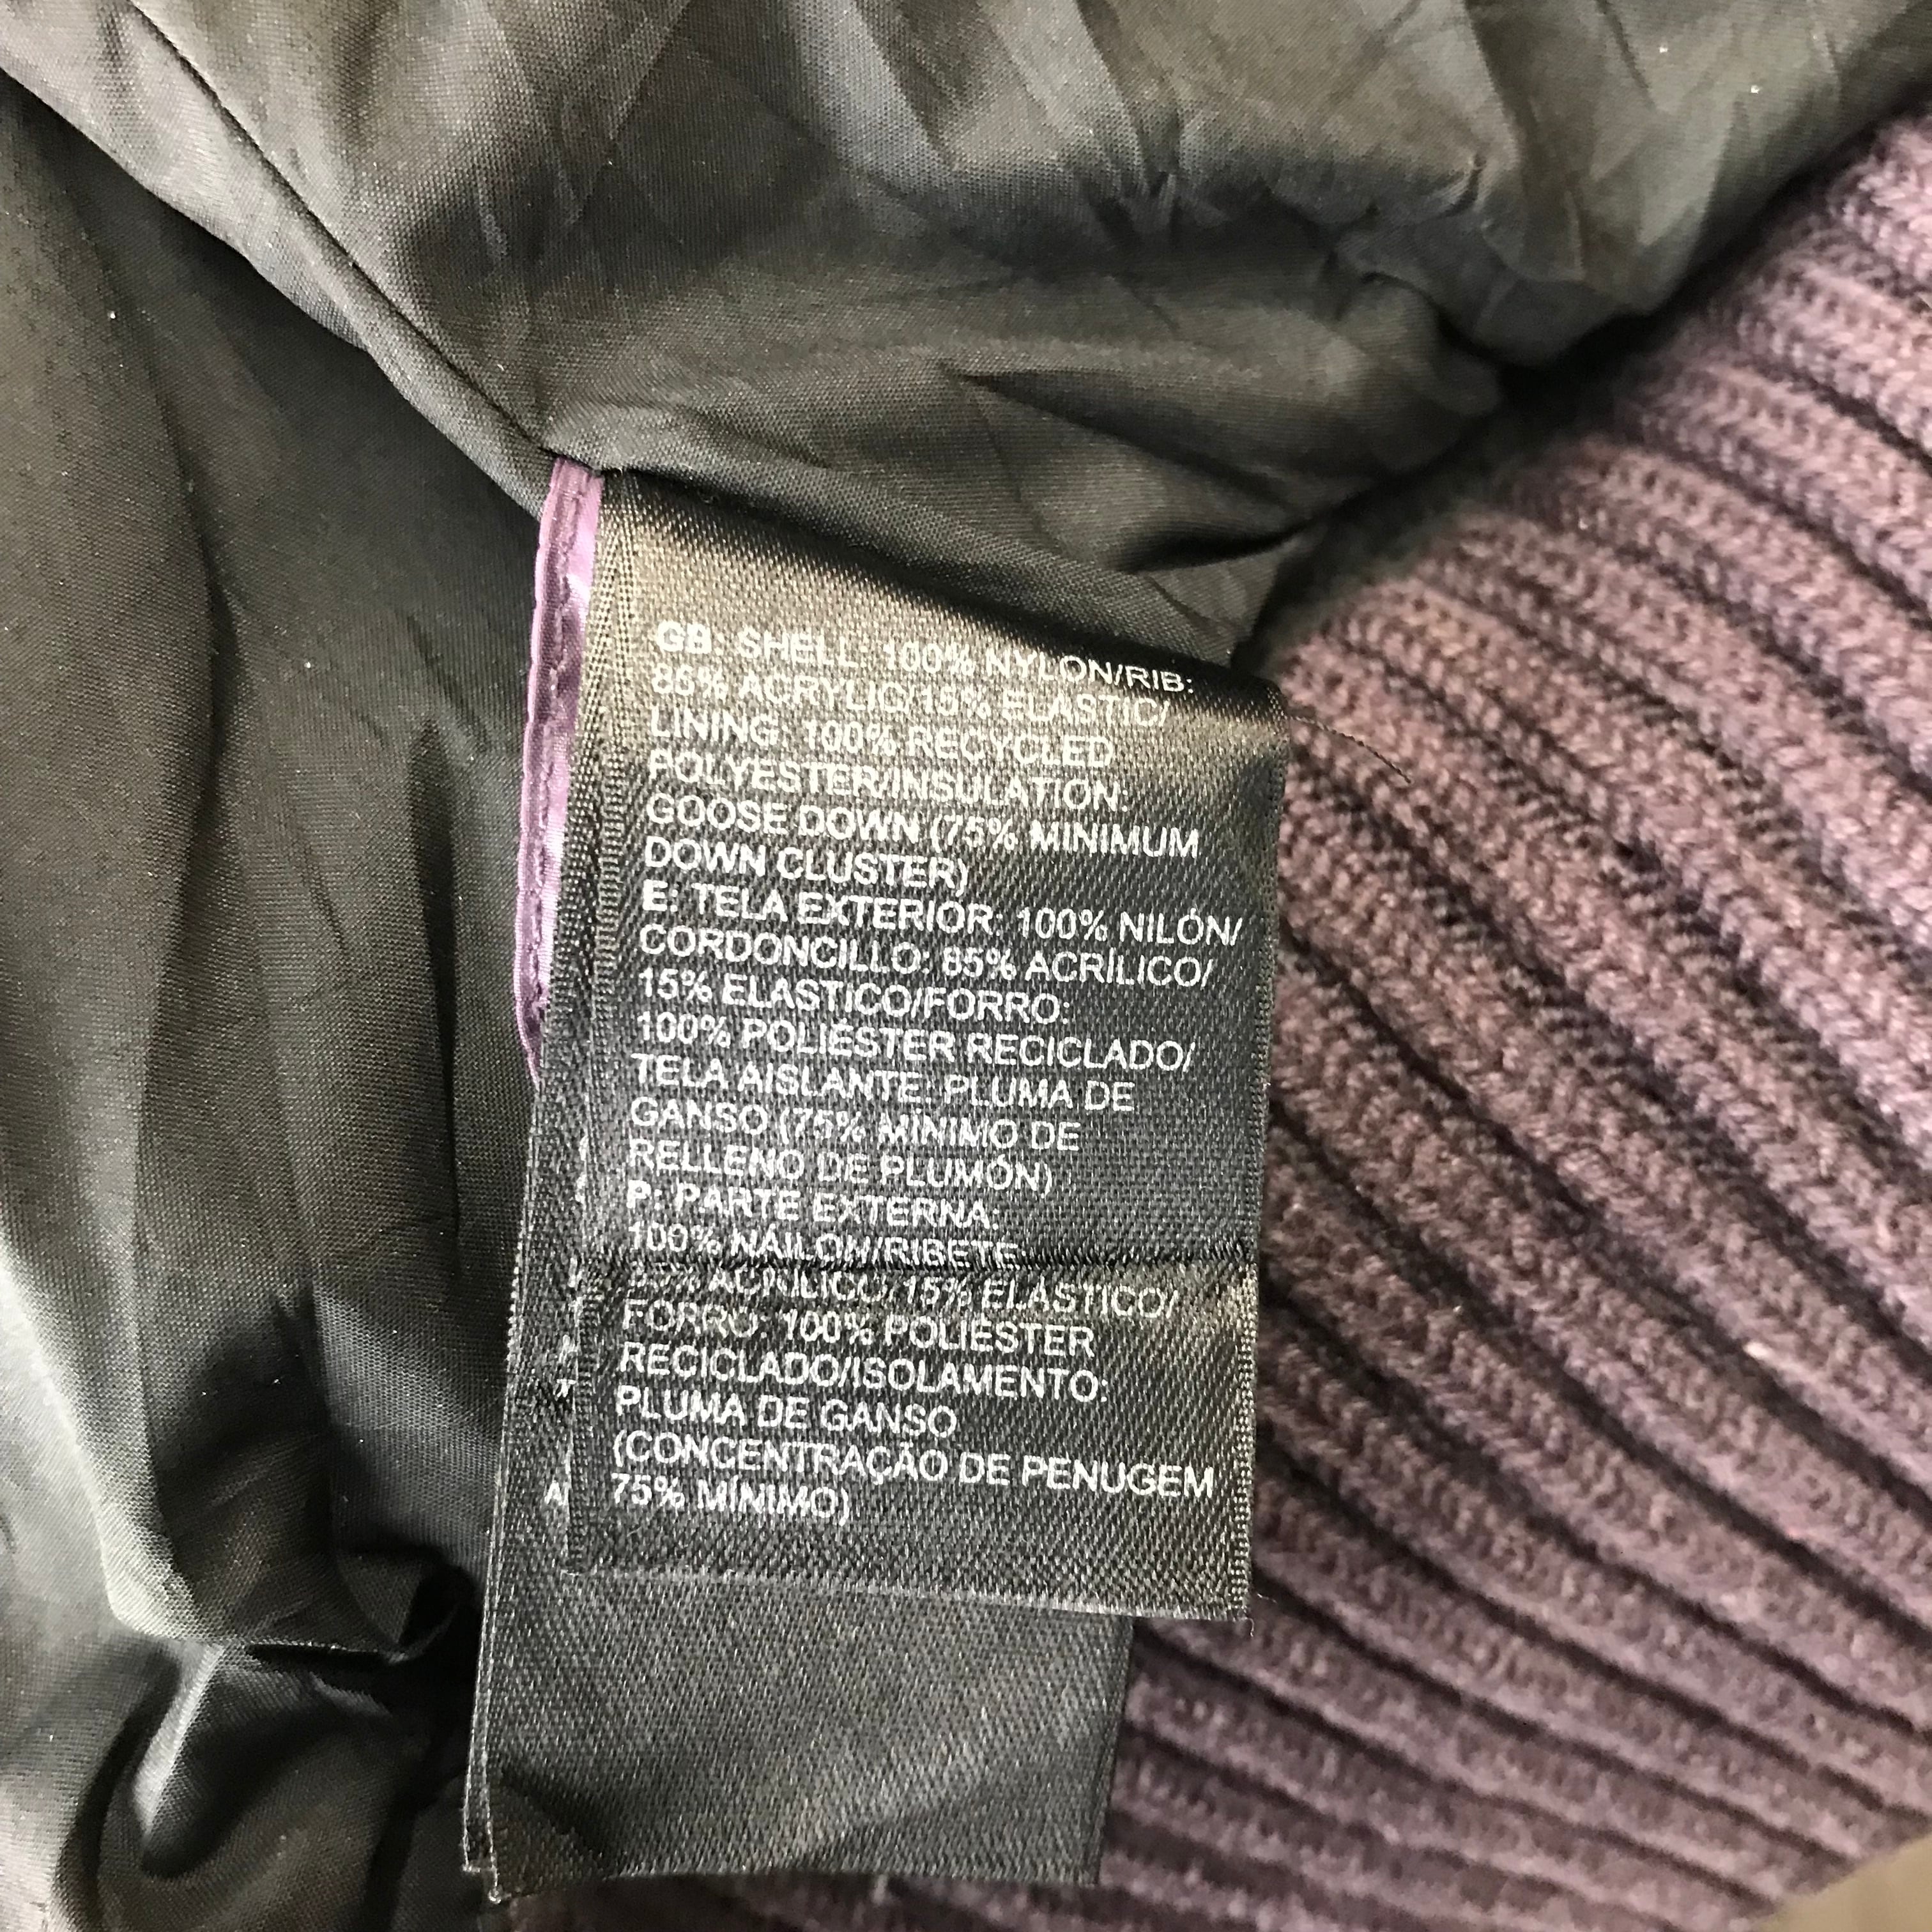 GB: SHELL: 100% NYLON/RIB:
85% ACRYLIC/15% ELASTIC/
LINING: 100% RECYCLED
POLYESTER/INSULATION:
GOOSE DOWN (75% MINIMUM
DOWN CLUSTER)
E: TELA EXTERIOR: 100% NILÓN/
CORDONCILLO: 85% ACRÍLICO/
15% ELASTICO/FORRO:
100% POLIÉSTER RECICLADO/
TELA AISLANTE: PLUMA DE
GANSO (75% MÍNIMO DE
RELLENO DE PLUMÓN)
P: PARTE EXTERNA:
100% NÁILON/RIBETE:
ACRÍLICO/15% ELASTICO/
FORRO: 100% POLIÉSTER
RECICLADO/ISOLAMENTO:
PLUMA DE GANSO
(CONCENTRAÇÃO DE PENUGEM
75% MÍNIMO)